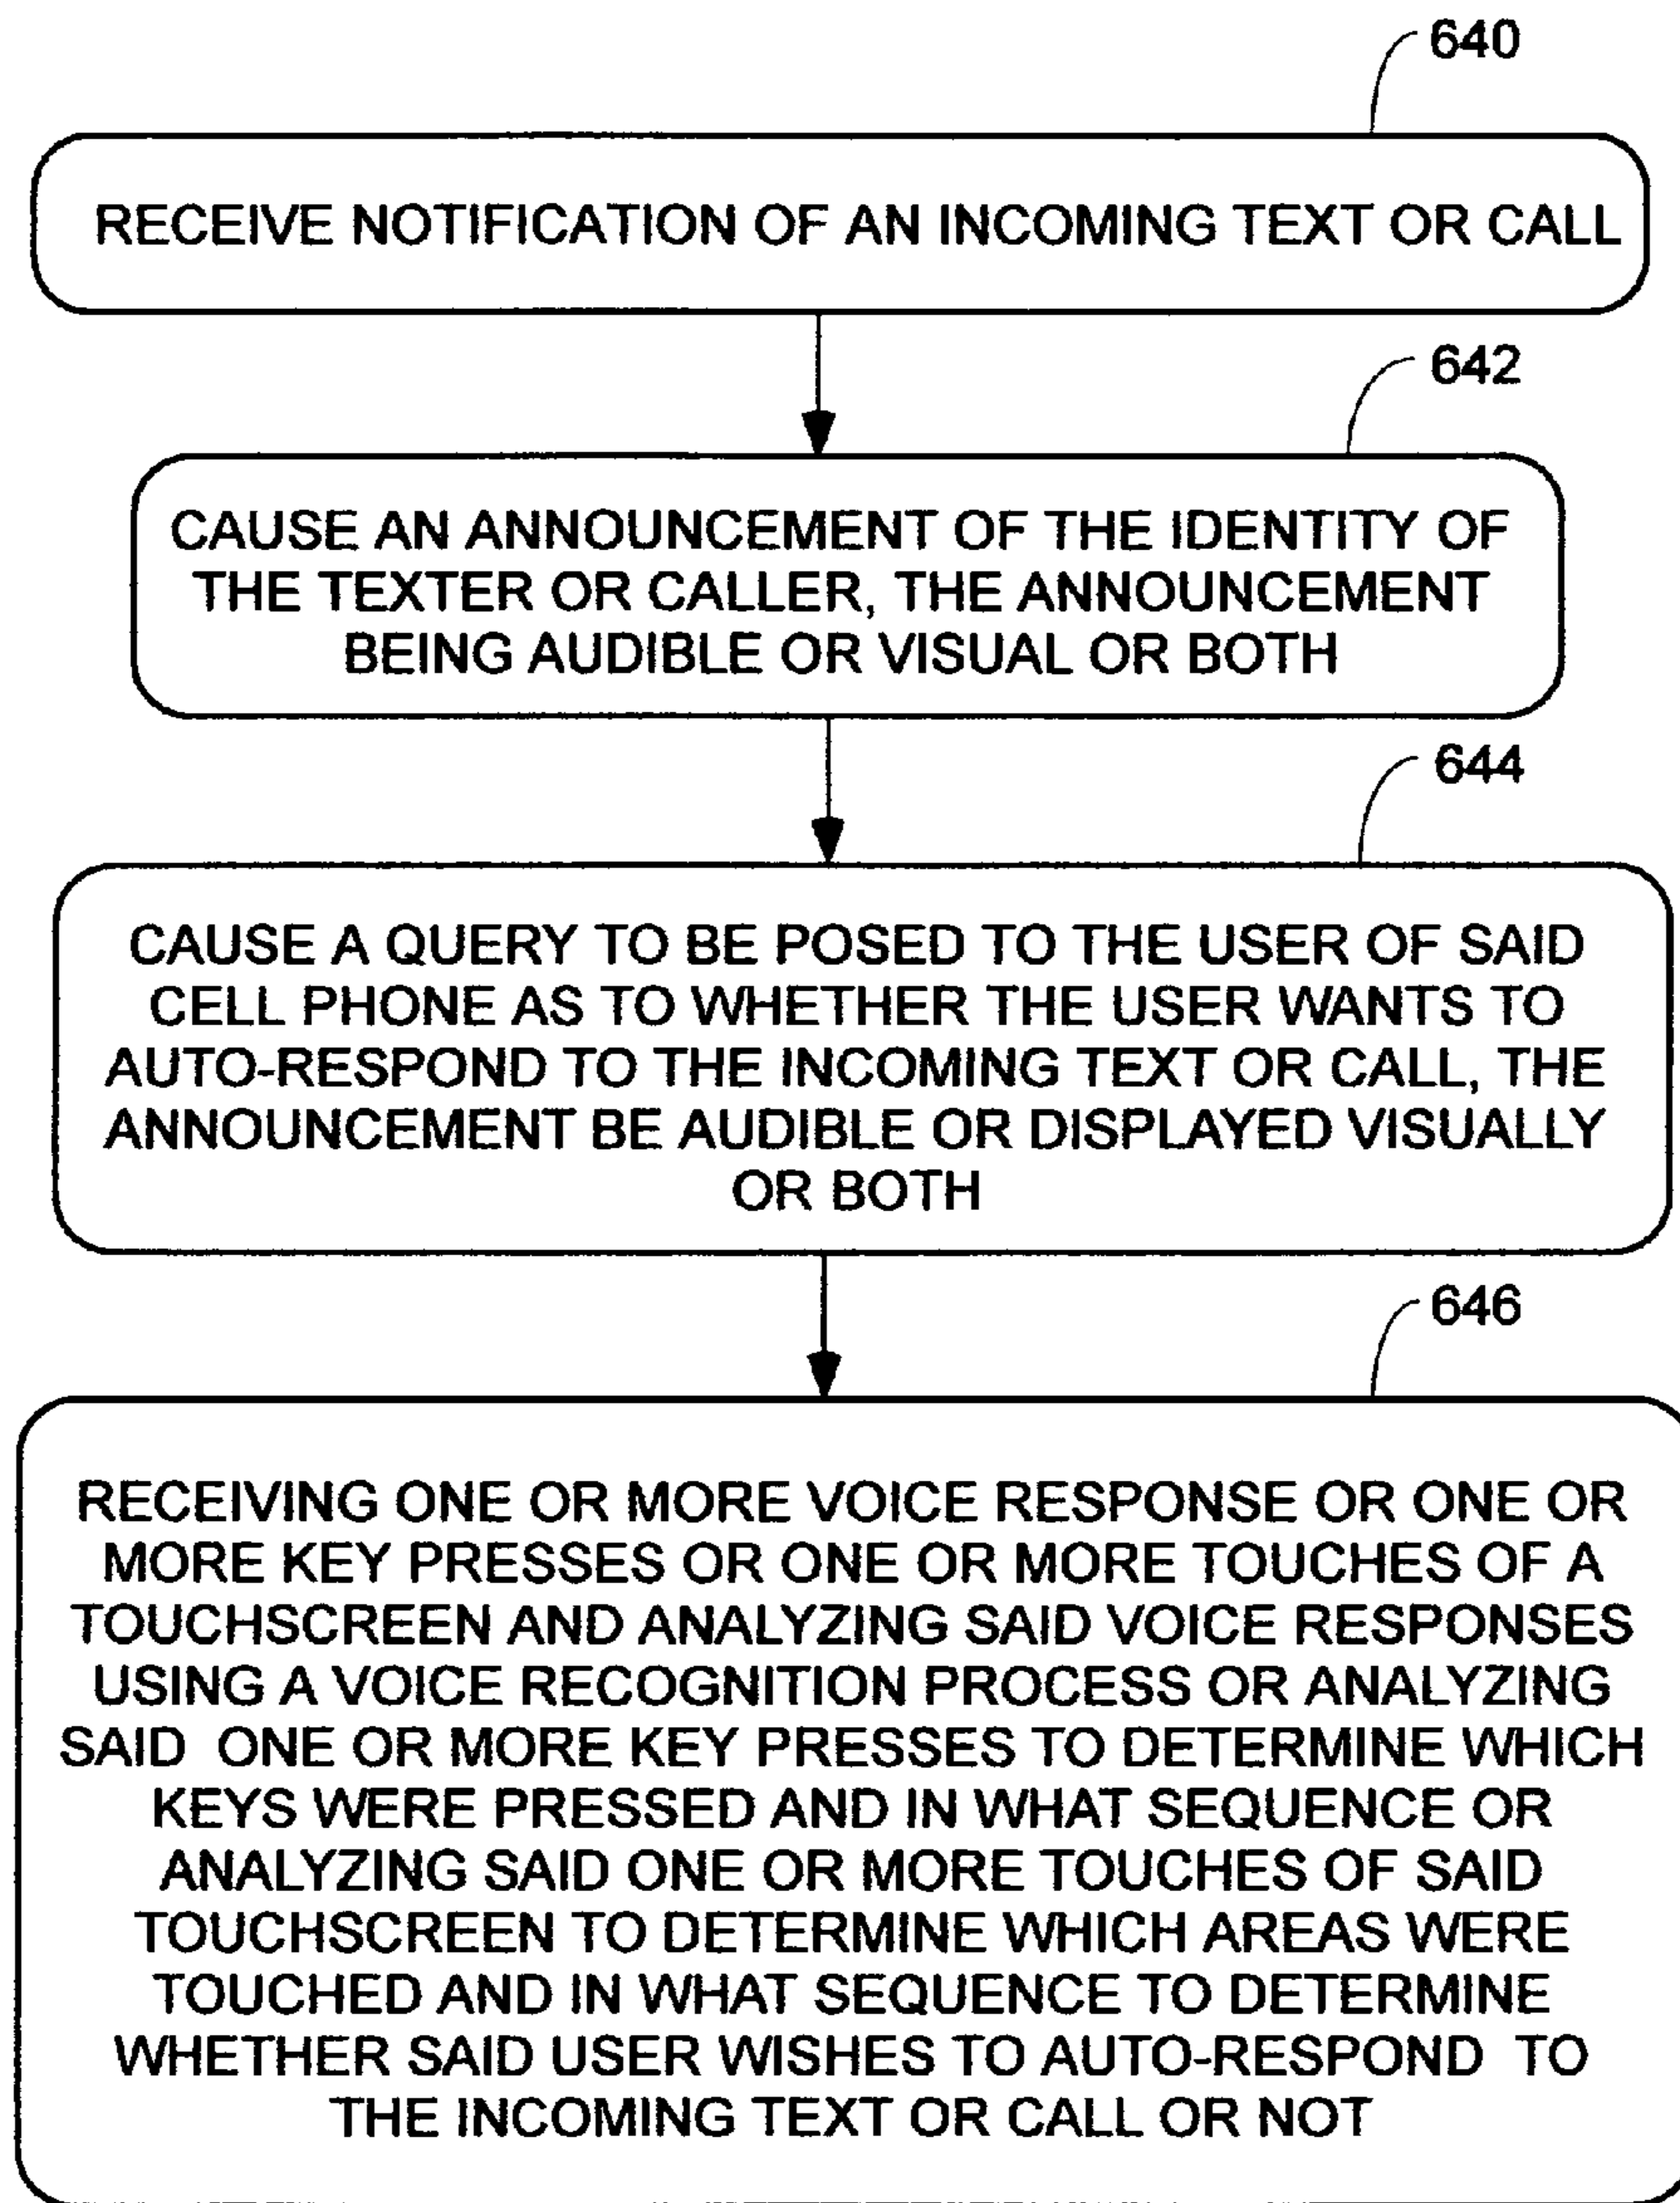 640
RECEIVE NOTIFICATION OF AN INCOMING TEXT OR CALL
642
CAUSE AN ANNOUNCEMENT OF THE IDENTITY OF
THE TEXTER OR CALLER, THE ANNOUNCEMENT
BEING AUDIBLE OR VISUAL OR BOTH
644
CAUSE A QUERY TO BE POSED TO THE USER OF SAID
CELL PHONE AS TO WHETHER THE USER WANTS TO
AUTO-RESPOND TO THE INCOMING TEXT OR CALL, THE
ANNOUNCEMENT BE AUDIBLE OR DISPLAYED VISUALLY
OR BOTH
646
RECEIVING ONE OR MORE VOICE RESPONSE OR ONE OR
MORE KEY PRESSES OR ONE OR MORE TOUCHES OF A
TOUCHSCREEN AND ANALYZING SAID VOICE RESPONSES
USING A VOICE RECOGNITION PROCESS OR ANALYZING
SAID ONE OR MORE KEY PRESSES TO DETERMINE WHICH
KEYS WERE PRESSED AND IN WHAT SEQUENCE OR
ANALYZING SAID ONE OR MORE TOUCHES OF SAID
TOUCHSCREEN TO DETERMINE WHICH AREAS WERE
TOUCHED AND IN WHAT SEQUENCE TO DETERMINE
WHETHER SAID USER WISHES TO AUTO-RESPOND TO
THE INCOMING TEXT OR CALL OR NOT